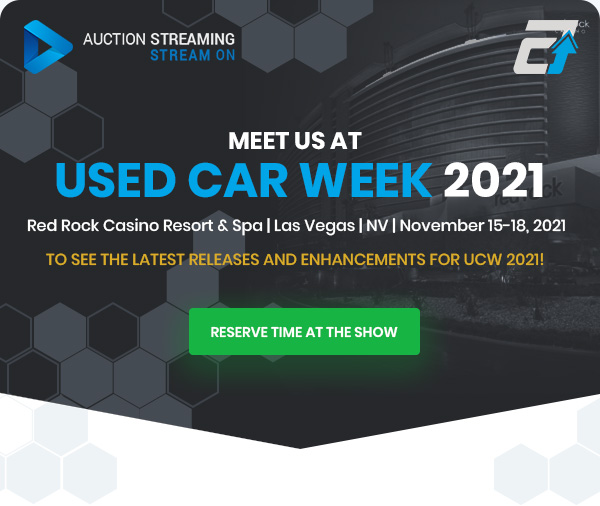 AUCTION STREAMING
STREAM ON
MEET US AT
USED CAR WEEK 2021
Red Rock Casino Resort & Spa | Las Vegas | NV | November 15-18, 2021
TO SEE THE LATEST RELEASES AND ENHANCEMENTS FOR UCW 2021!
RESERVE TIME AT THE SHOW